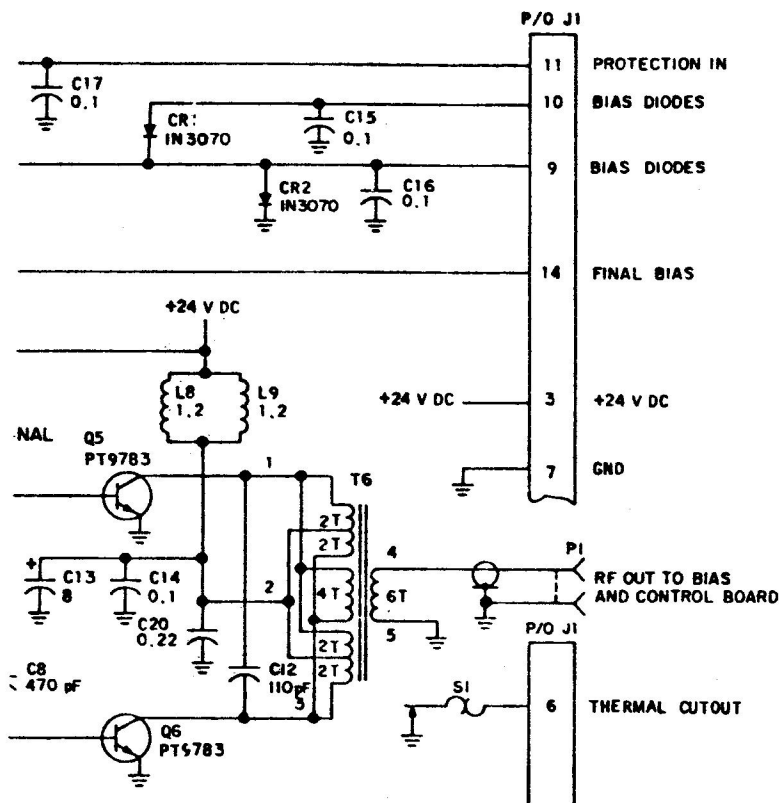 P/O J1
11 PROTECTION IN
C17
0.1
10 BIAS DIODES
CR1
IN3070
C15
0.1
9 BIAS DIODES
CR2
IN3070
C16
0.1
14 FINAL BIAS
+24 V DC
L8
1.2
L9
1.2
+24 V DC 3 +24 V DC
NAL
Q5
PT9783
7 GND
1
T6
2T
2T
4
P1
RF OUT TO BIAS
AND CONTROL BOARD
+
C13
8
C14
0.1
2
4T
6T
5
C20
0.22
2T
2T
P/O J1
C8
470 pF
C12
110pF
3
S1
6 THERMAL CUTOUT
Q6
PT9783